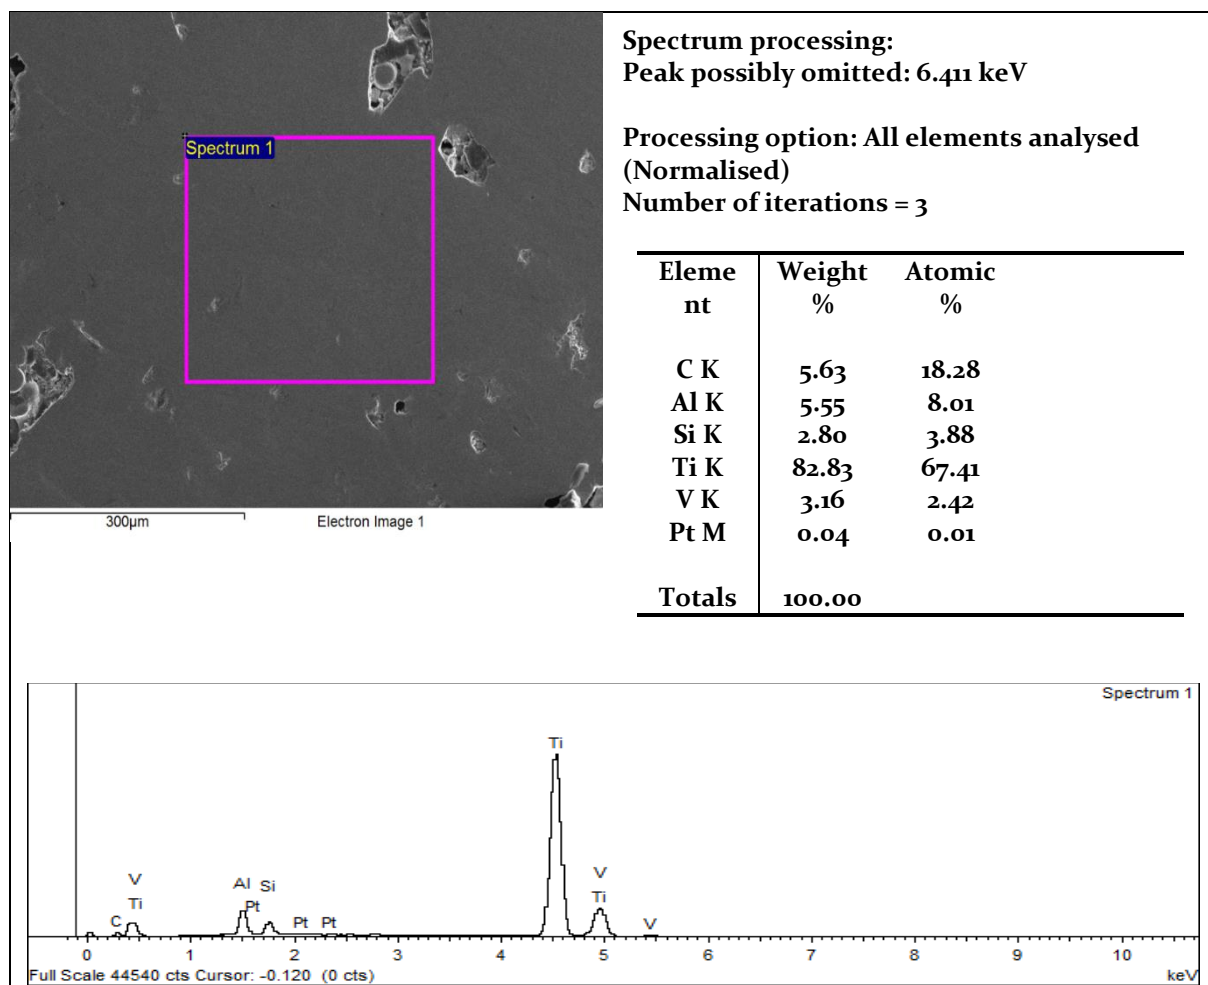 Spectrum 1
300µm
Electron Image 1
Spectrum processing:
Peak possibly omitted: 6.411 keV
Processing option: All elements analysed
(Normalised)
Number of iterations = 3
Eleme Weight Atomic
nt % %
C K 5.63 18.28
Al K 5.55 8.01
Si K 2.80 3.88
Ti K 82.83 67.41
V K 3.16 2.42
Pt M 0.04 0.01
Totals 100.00
Spectrum 1
Ti
V
Ti
C
Al Si
Pt
Pt Pt
V
Ti
V
0 1 2 3 4 5 6 7 8 9 10
Full Scale 44540 cts Cursor: -0.120 (0 cts) keV